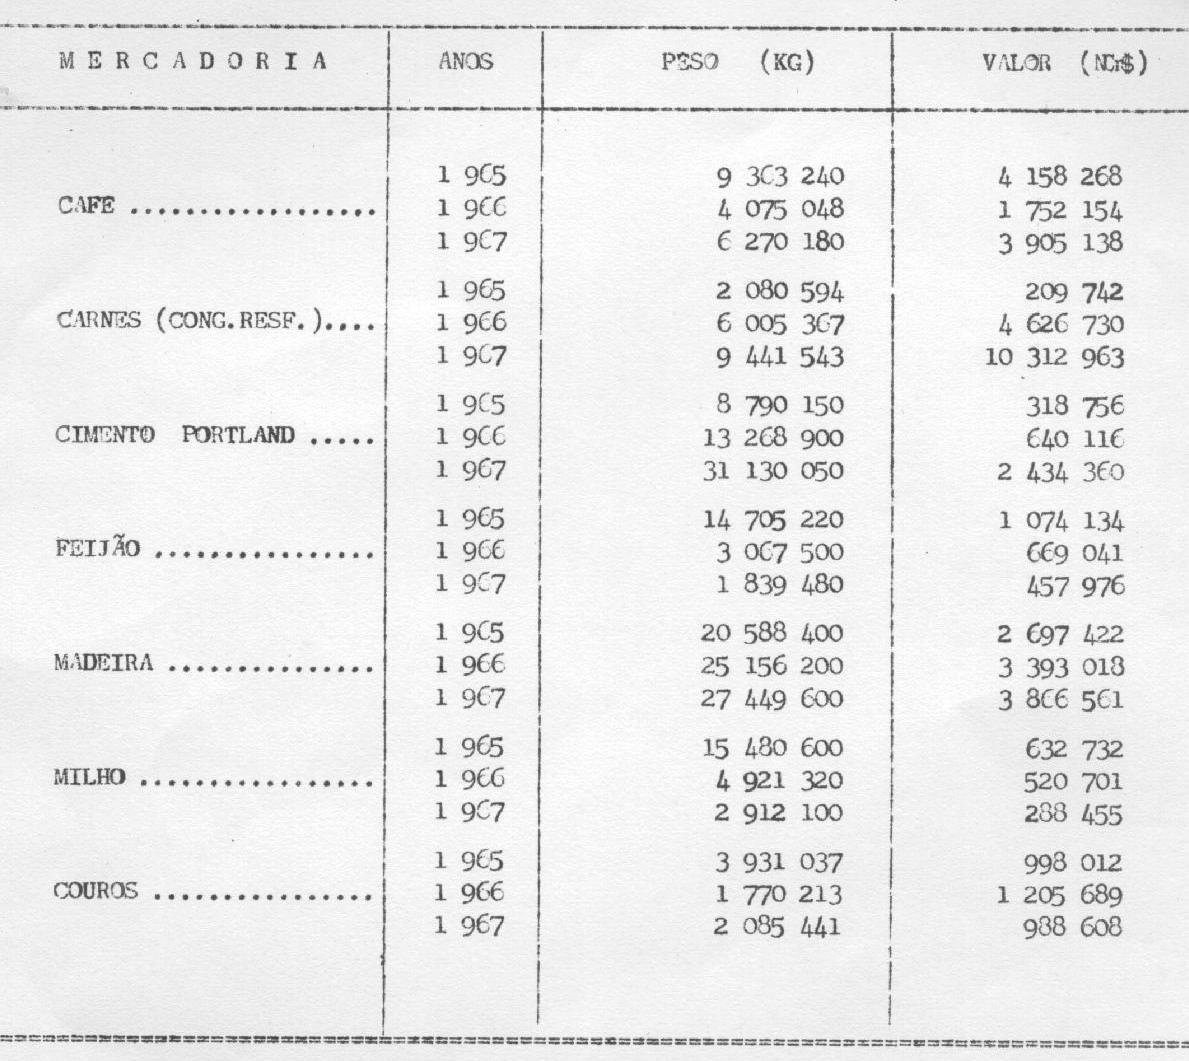 MERCADORIA ANOS PESO (KG) VALOR (NCr$)
1 965 9 363 240 4 158 268
CAFE .................. 1 966 4 075 048 1 752 154
1 967 6 270 180 3 905 138
1 965 2 080 594 209 742
CARNES (CONG.RESF.).... 1 966 6 005 367 4 626 730
1 967 9 441 543 10 312 963
1 965 8 790 150 318 756
CIMENTO PORTLAND ..... 1 966 13 268 900 640 116
1 967 31 130 050 2 434 360
1 965 14 705 220 1 074 134
FEIJÃO ................ 1 966 3 067 500 669 041
1 967 1 839 480 457 976
1 965 20 588 400 2 697 422
MADEIRA ............... 1 966 25 156 200 3 393 018
1 967 27 449 600 3 866 561
1 965 15 480 600 632 732
MILHO ................. 1 966 4 921 320 520 701
1 967 2 912 100 288 455
1 965 3 931 037 998 012
COUROS ................ 1 966 1 770 213 1 205 689
1 967 2 085 441 988 608